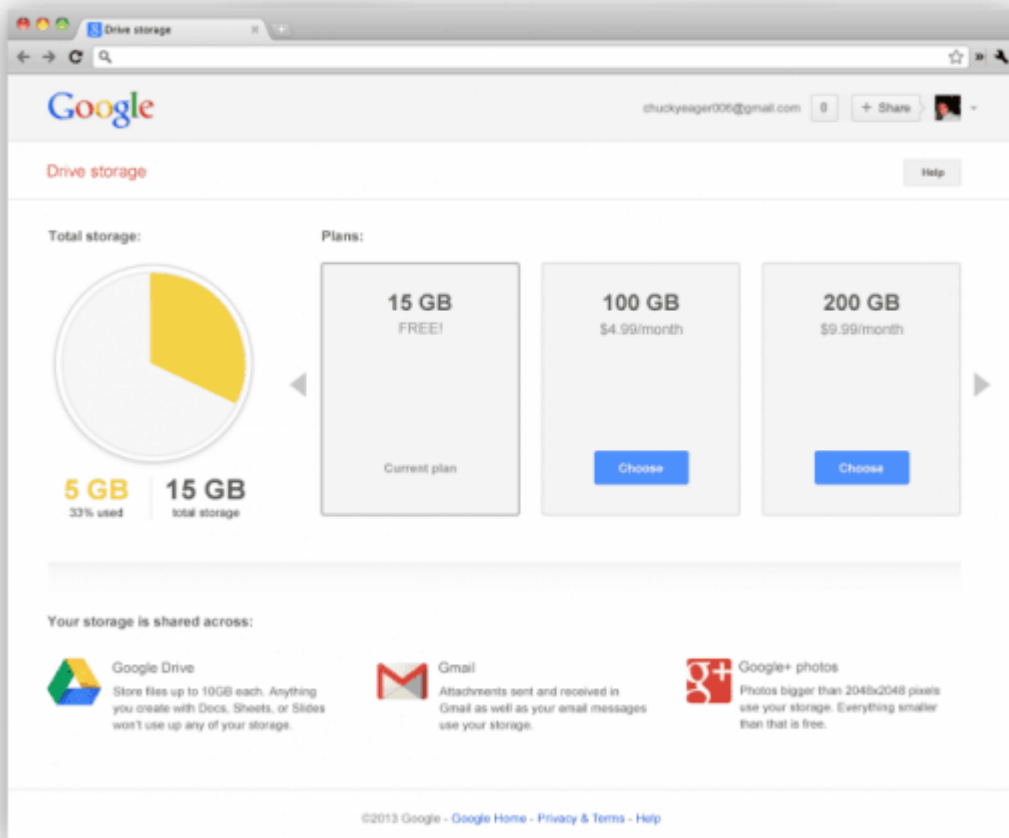 Drive storage
Google
chuckyeager006@gmail.com 0 + Share
Drive storage
Help
Total storage:
Plans:
15 GB
FREE!
Current plan
100 GB
$4.99/month
Choose
200 GB
$9.99/month
Choose
5 GB
33% used
15 GB
total storage
Your storage is shared across:
Google Drive
Store files up to 10GB each. Anything
you create with Docs, Sheets, or Slides
won't use up any of your storage.
Gmail
Attachments sent and received in
Gmail as well as your email messages
use your storage.
g+
Google+ photos
Photos bigger than 2048x2048 pixels
use your storage. Everything smaller
than that is free.
©2013 Google - Google Home - Privacy & Terms - Help